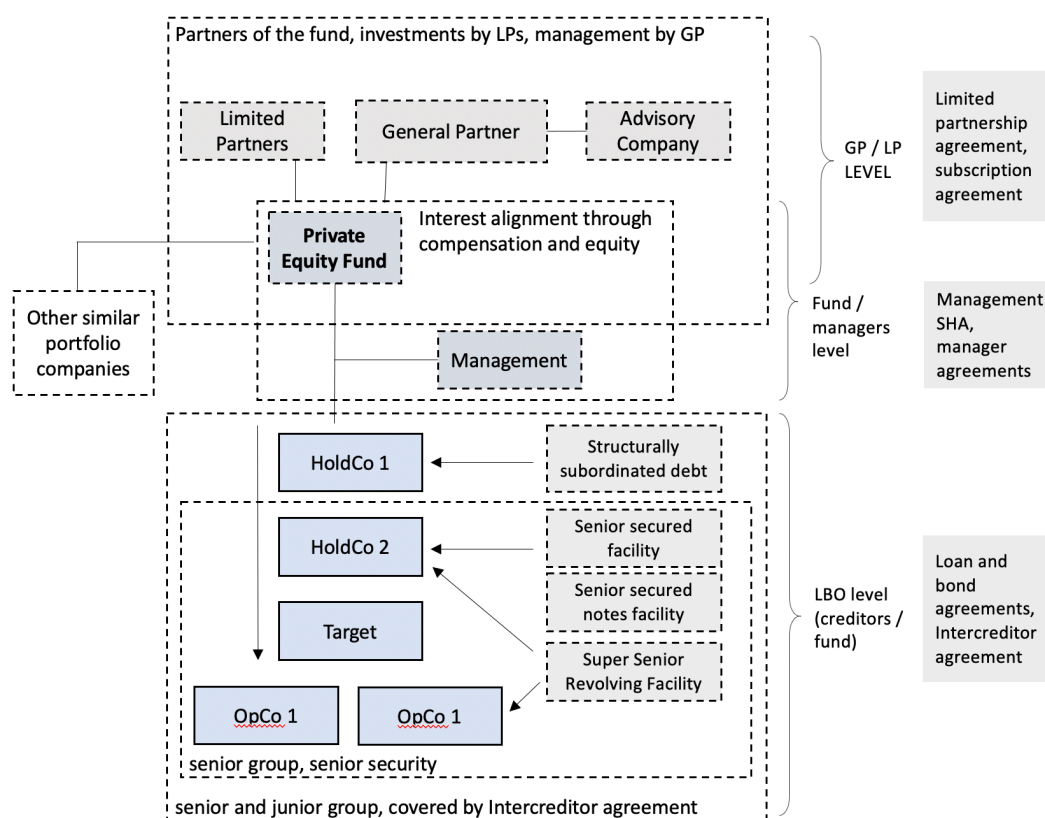 Partners of the fund, investments by LPs, management by GP
Limited
Partners
General Partner
Advisory
Company
GP / LP
LEVEL
Limited
partnership
agreement,
subscription
agreement
Private
Equity Fund
Interest alignment through
compensation and equity
Other similar
portfolio
companies
Management
Fund /
managers
level
Management
SHA,
manager
agreements
HoldCo 1
Structurally
subordinated debt
HoldCo 2
Senior secured
facility
Senior secured
notes facility
Target
Super Senior
Revolving Facility
OpCo 1
OpCo 1
LBO level
(creditors /
fund)
Loan and
bond
agreements,
Intercreditor
agreement
senior group, senior security
senior and junior group, covered by Intercreditor agreement